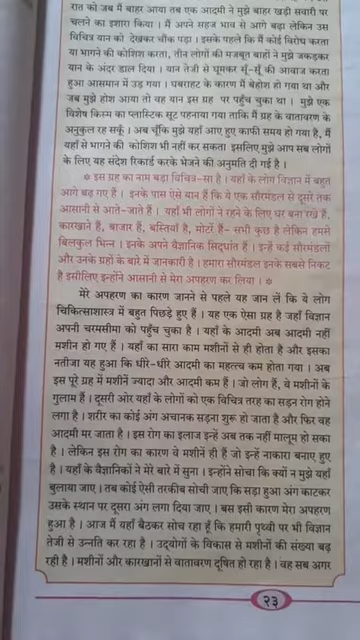 रात को जब मैं बाहर आया तब एक आदमी ने मुझे बाहर खड़ी सवारी पर
चलने का इशारा किया । मैं अपने सहज भाव से आगे बढ़ा लेकिन उस
विचित्र यान को देखकर चौंक पड़ा । इसके पहले कि मैं कोई विरोध करता
या भागने की कोशिश करता, तीन लोगों की मजबूत बाहों ने मुझे जकड़कर
यान के अंदर डाल दिया । यान तेजी से घूमकर सूँ-सूँ की आवाज करता
हुआ आसमान में उड़ गया । घबराहट के कारण मैं बेहोश हो गया था और
जब मुझे होश आया तो वह यान इस ग्रह पर पहुँच चुका था । मुझे एक
विशेष किस्म का प्लास्टिक सूट पहनाया गया ताकि मैं ग्रह के वातावरण के
अनुकूल रह सकूँ । अब चूँकि मुझे यहाँ आए हुए काफी समय हो गया है, मैं
यहाँ से भागने की कोशिश भी नहीं कर सकता इसलिए मुझे आप सब लोगों
के लिए यह संदेश रिकार्ड करके भेजने की अनुमति दी गई है ।
* इस ग्रह का नाम बड़ा विचित्र-सा है । यहाँ के लोग विज्ञान में बहुत
आगे बढ़ गए हैं । इनके पास ऐसे यान हैं कि ये एक सौरमंडल से दूसरे तक
आसानी से आते-जाते हैं । यहाँ भी लोगों ने रहने के लिए घर बना रखे हैं,
कारखाने हैं, बाजार हैं, बस्तियाँ हैं, मोटरें हैं- सभी कुछ है लेकिन हमसे
बिलकुल भिन्न । इनके अपने वैज्ञानिक सिद्धांत हैं । इन्हें कई सौरमंडलों
और उनके ग्रहों के बारे में जानकारी है । हमारा सौरमंडल इनके सबसे निकट
है इसीलिए इन्होंने आसानी से मेरा अपहरण कर लिया । *
मेरे अपहरण का कारण जानने से पहले यह जान लें कि ये लोग
चिकित्साशास्त्र में बहुत पिछड़े हुए हैं । यह एक ऐसा ग्रह है जहाँ विज्ञान
अपनी चरमसीमा को पहुँच चुका है । यहाँ के आदमी अब आदमी नहीं
मशीन हो गए हैं । यहाँ का सारा काम मशीनों से ही होता है और इसका
नतीजा यह हुआ कि धीरे-धीरे आदमी का महत्त्व कम होता गया । अब
इस पूरे ग्रह में मशीनें ज्यादा और आदमी कम हैं । जो लोग हैं, वे मशीनों के
गुलाम हैं । दूसरी ओर यहाँ के लोगों को एक विचित्र तरह का सड़न रोग होने
लगा है । शरीर का कोई अंग अचानक सड़ना शुरू हो जाता है और फिर वह
आदमी मर जाता है । इस रोग का इलाज इन्हें अब तक नहीं मालूम हो सका
है । लेकिन इस रोग का कारण वे मशीनें ही हैं जो इन्हें नाकारा बनाए हुए
है । यहाँ के वैज्ञानिकों ने मेरे बारे में सुना । इन्होंने सोचा कि क्यों न मुझे यहाँ
बुलाया जाए । तब कोई ऐसी तरकीब सोची जाए कि सड़ा हुआ अंग काटकर
उसके स्थान पर दूसरा अंग लगा दिया जाए । बस इसी कारण मेरा अपहरण
हुआ है । आज मैं यहाँ बैठकर सोच रहा हूँ कि हमारी पृथ्वी पर भी विज्ञान
तेजी से उन्नति कर रहा है । उद्योगों के विकास से मशीनों की संख्या बढ़
रही है । मशीनों और कारखानों से वातावरण दूषित हो रहा है । वह सब अगर
२३